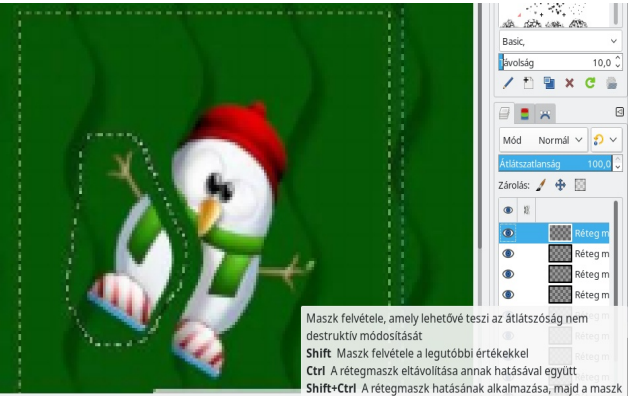 Basic,
Távolság 10,0
Mód Normál
Átlátszatlanság 100,0
Zárolás:
Réteg m
Réteg m
Réteg m
Réteg m
Maszk felvétele, amely lehetővé teszi az átlátszóság nem
destruktív módosítását
Shift Maszk felvétele a legutóbbi értékekkel
Ctrl A rétegmaszk eltávolítása annak hatásával együtt
Shift+Ctrl A rétegmaszk hatásának alkalmazása, majd a maszk